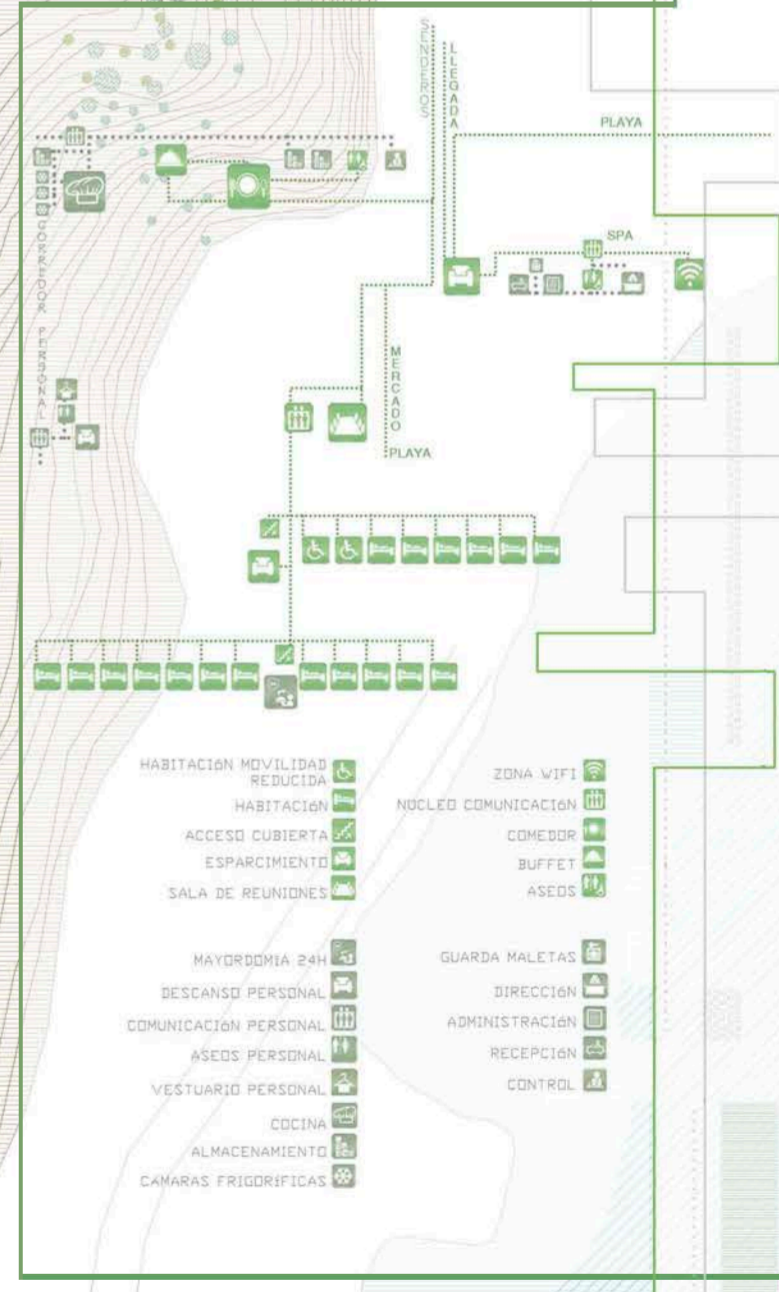 SENDEROS
LLEGADA
PLAYA
SPA
CORREDOR PERSONAL
MERCADO
PLAYA
HABITACIÓN MOVILIDAD
REDUCIDA
HABITACIÓN
ACCESO CUBIERTA
ESPARCIMIENTO
SALA DE REUNIONES
ZONA WIFI
NÚCLEO COMUNICACIÓN
COMEDOR
BUFFET
ASEOS
MAYORDOMIA 24H
DESCANSO PERSONAL
COMUNICACIÓN PERSONAL
ASEOS PERSONAL
VESTUARIO PERSONAL
COCINA
ALMACENAMIENTO
CAMARAS FRIGORÍFICAS
GUARDA MALETAS
DIRECCIÓN
ADMINISTRACIÓN
RECEPCIÓN
CONTROL